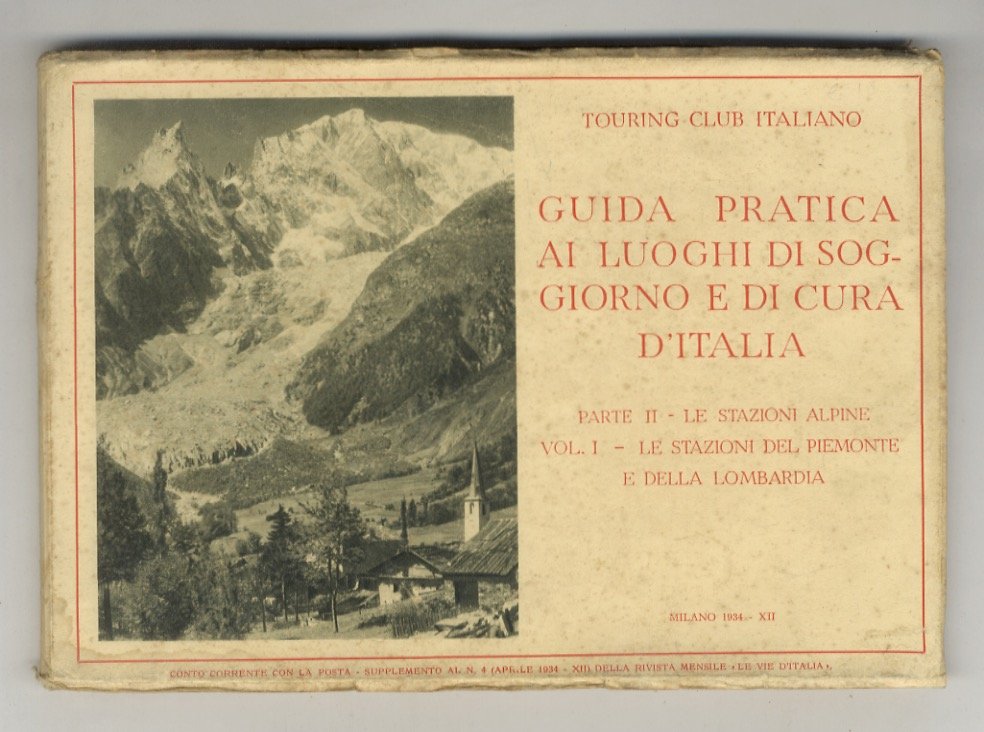 TOURING CLUB ITALIANO
GUIDA PRATICA
AI LUOGHI DI SOG-
GIORNO E DI CURA
D'ITALIA
PARTE II - LE STAZIONI ALPINE
VOL. I - LE STAZIONI DEL PIEMONTE
E DELLA LOMBARDIA
MILANO 1934 - XII
CONTO CORRENTE CON LA POSTA - SUPPLEMENTO AL N. 4 (APRILE 1934 - XII) DELLA RIVISTA MENSILE «LE VIE D'ITALIA».